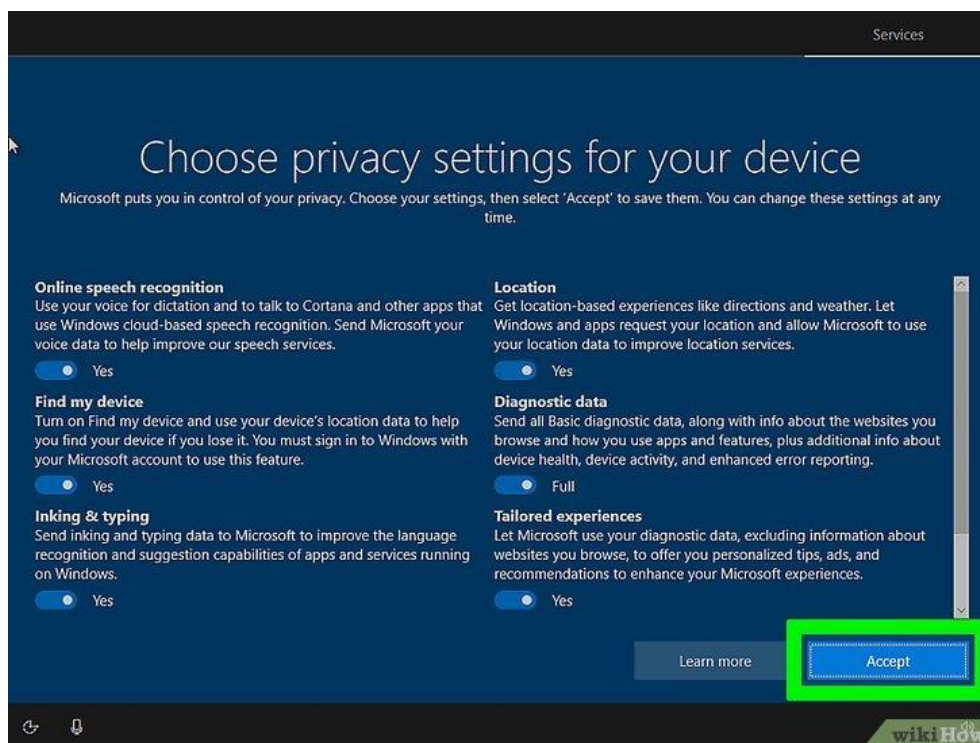 Services
Choose privacy settings for your device
Microsoft puts you in control of your privacy. Choose your settings, then select 'Accept' to save them. You can change these settings at any
time.
Online speech recognition
Use your voice for dictation and to talk to Cortana and other apps that
use Windows cloud-based speech recognition. Send Microsoft your
voice data to help improve our speech services.
Yes
Find my device
Turn on Find my device and use your device's location data to help
you find your device if you lose it. You must sign in to Windows with
your Microsoft account to use this feature.
Yes
Inking & typing
Send inking and typing data to Microsoft to improve the language
recognition and suggestion capabilities of apps and services running
on Windows.
Yes
Location
Get location-based experiences like directions and weather. Let
Windows and apps request your location and allow Microsoft to use
your location data to improve location services.
Yes
Diagnostic data
Send all Basic diagnostic data, along with info about the websites you
browse and how you use apps and features, plus additional info about
device health, device activity, and enhanced error reporting.
Full
Tailored experiences
Let Microsoft use your diagnostic data, excluding information about
websites you browse, to offer you personalized tips, ads, and
recommendations to enhance your Microsoft experiences.
Yes
Learn more
Accept
wikiHow